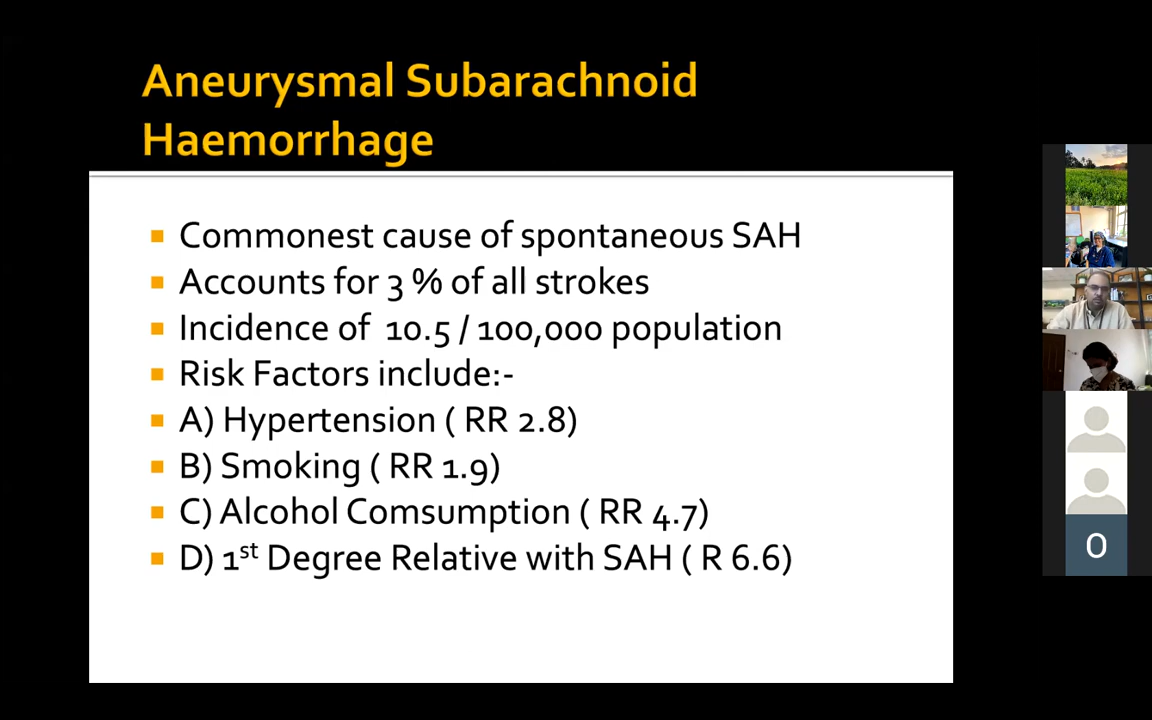 Aneurysmal Subarachnoid
Haemorrhage
Commonest cause of spontaneous SAH
Accounts for 3 % of all strokes
Incidence of 10.5 / 100,000 population
Risk Factors include:-
A) Hypertension ( RR 2.8)
B) Smoking ( RR 1.9)
C) Alcohol Comsumption ( RR 4.7)
D) 1st Degree Relative with SAH ( R 6.6)
O